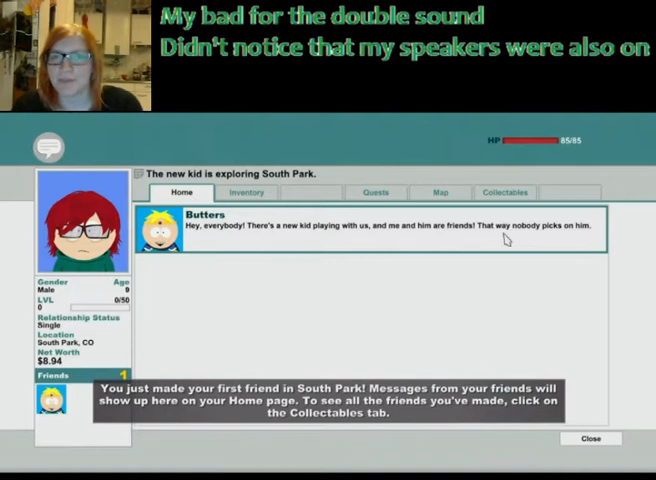 My bad for the double sound
Didn't notice that my speakers were also on
HP 85/85
The new kid is exploring South Park.
Home Inventory Quests Map Collectables
Butters
Hey, everybody! There's a new kid playing with us, and me and him are friends! That way nobody picks on him.
Gender Age
Male 9
LVL 0/50
0
Relationship Status
Single
Location
South Park, CO
Net Worth
$8.94
Friends 1
You just made your first friend in South Park! Messages from your friends will
show up here on your Home page. To see all the friends you've made, click on
the Collectables tab.
Close